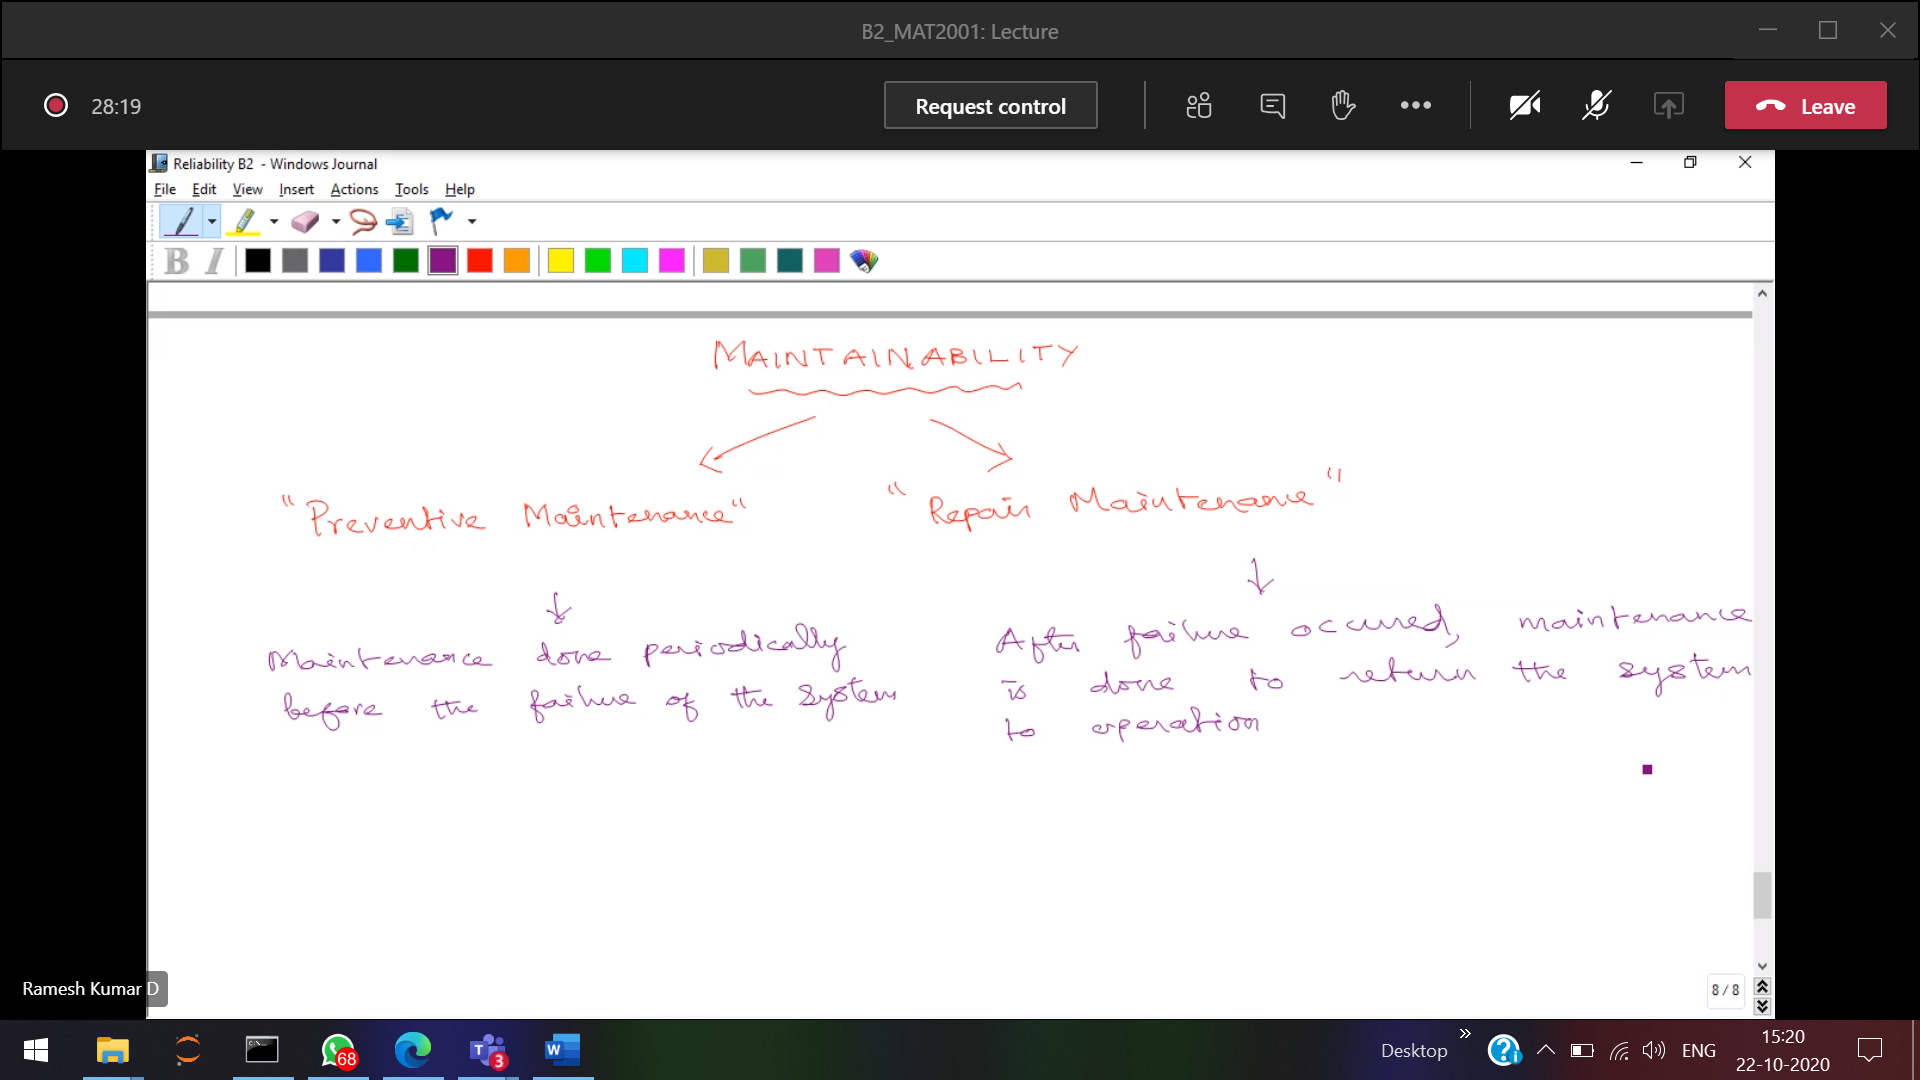 B2_MAT2001: Lecture
28:19
Request control
Leave
Reliability B2 - Windows Journal
File Edit View Insert Actions Tools Help
B I
MAINTAINABILITY
"Preventive Maintenance" "Repair Maintenance"
Maintenance done periodically
before the failure of the system
After failure occured, maintenance
is done to return the system
to operation
Ramesh Kumar D
8 / 8
68
3
Desktop
ENG
15:20
22-10-2020